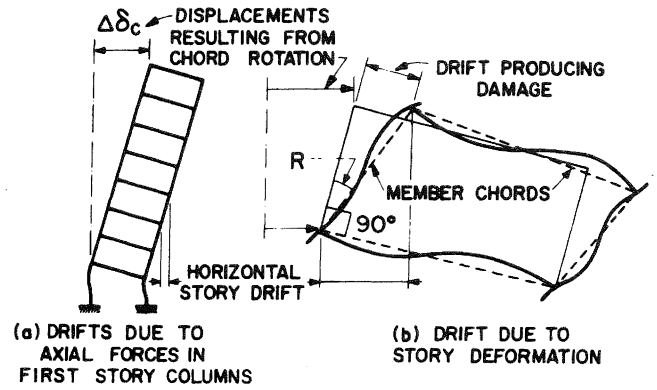 Δδc
DISPLACEMENTS
RESULTING FROM
CHORD ROTATION
DRIFT PRODUCING
DAMAGE
R
MEMBER CHORDS
90°
HORIZONTAL
STORY DRIFT
(a) DRIFTS DUE TO
AXIAL FORCES IN
FIRST STORY COLUMNS
(b) DRIFT DUE TO
STORY DEFORMATION